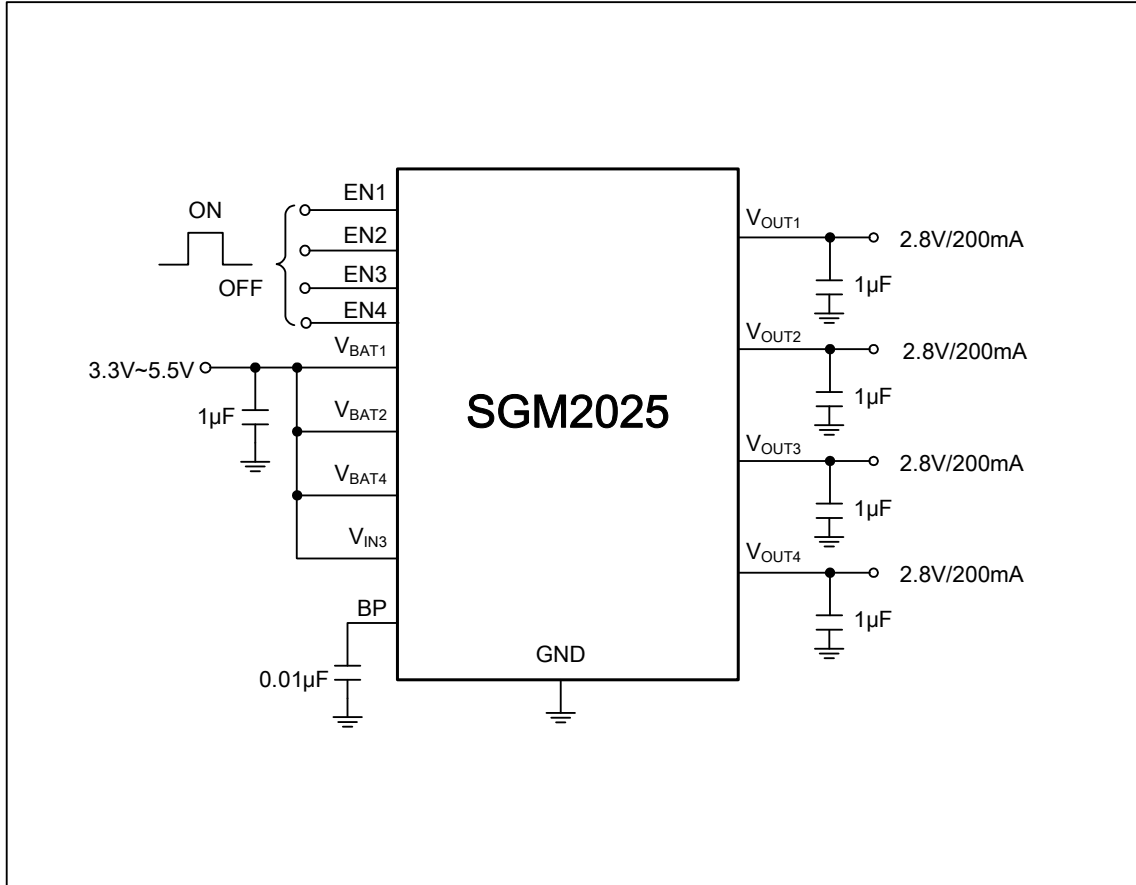 ON
OFF
EN1
EN2
EN3
EN4
3.3V~5.5V
1µF
VBAT1
VBAT2
VBAT4
VIN3
BP
0.01µF
SGM2025
GND
VOUT1
2.8V/200mA
1µF
VOUT2
2.8V/200mA
1µF
VOUT3
2.8V/200mA
1µF
VOUT4
2.8V/200mA
1µF